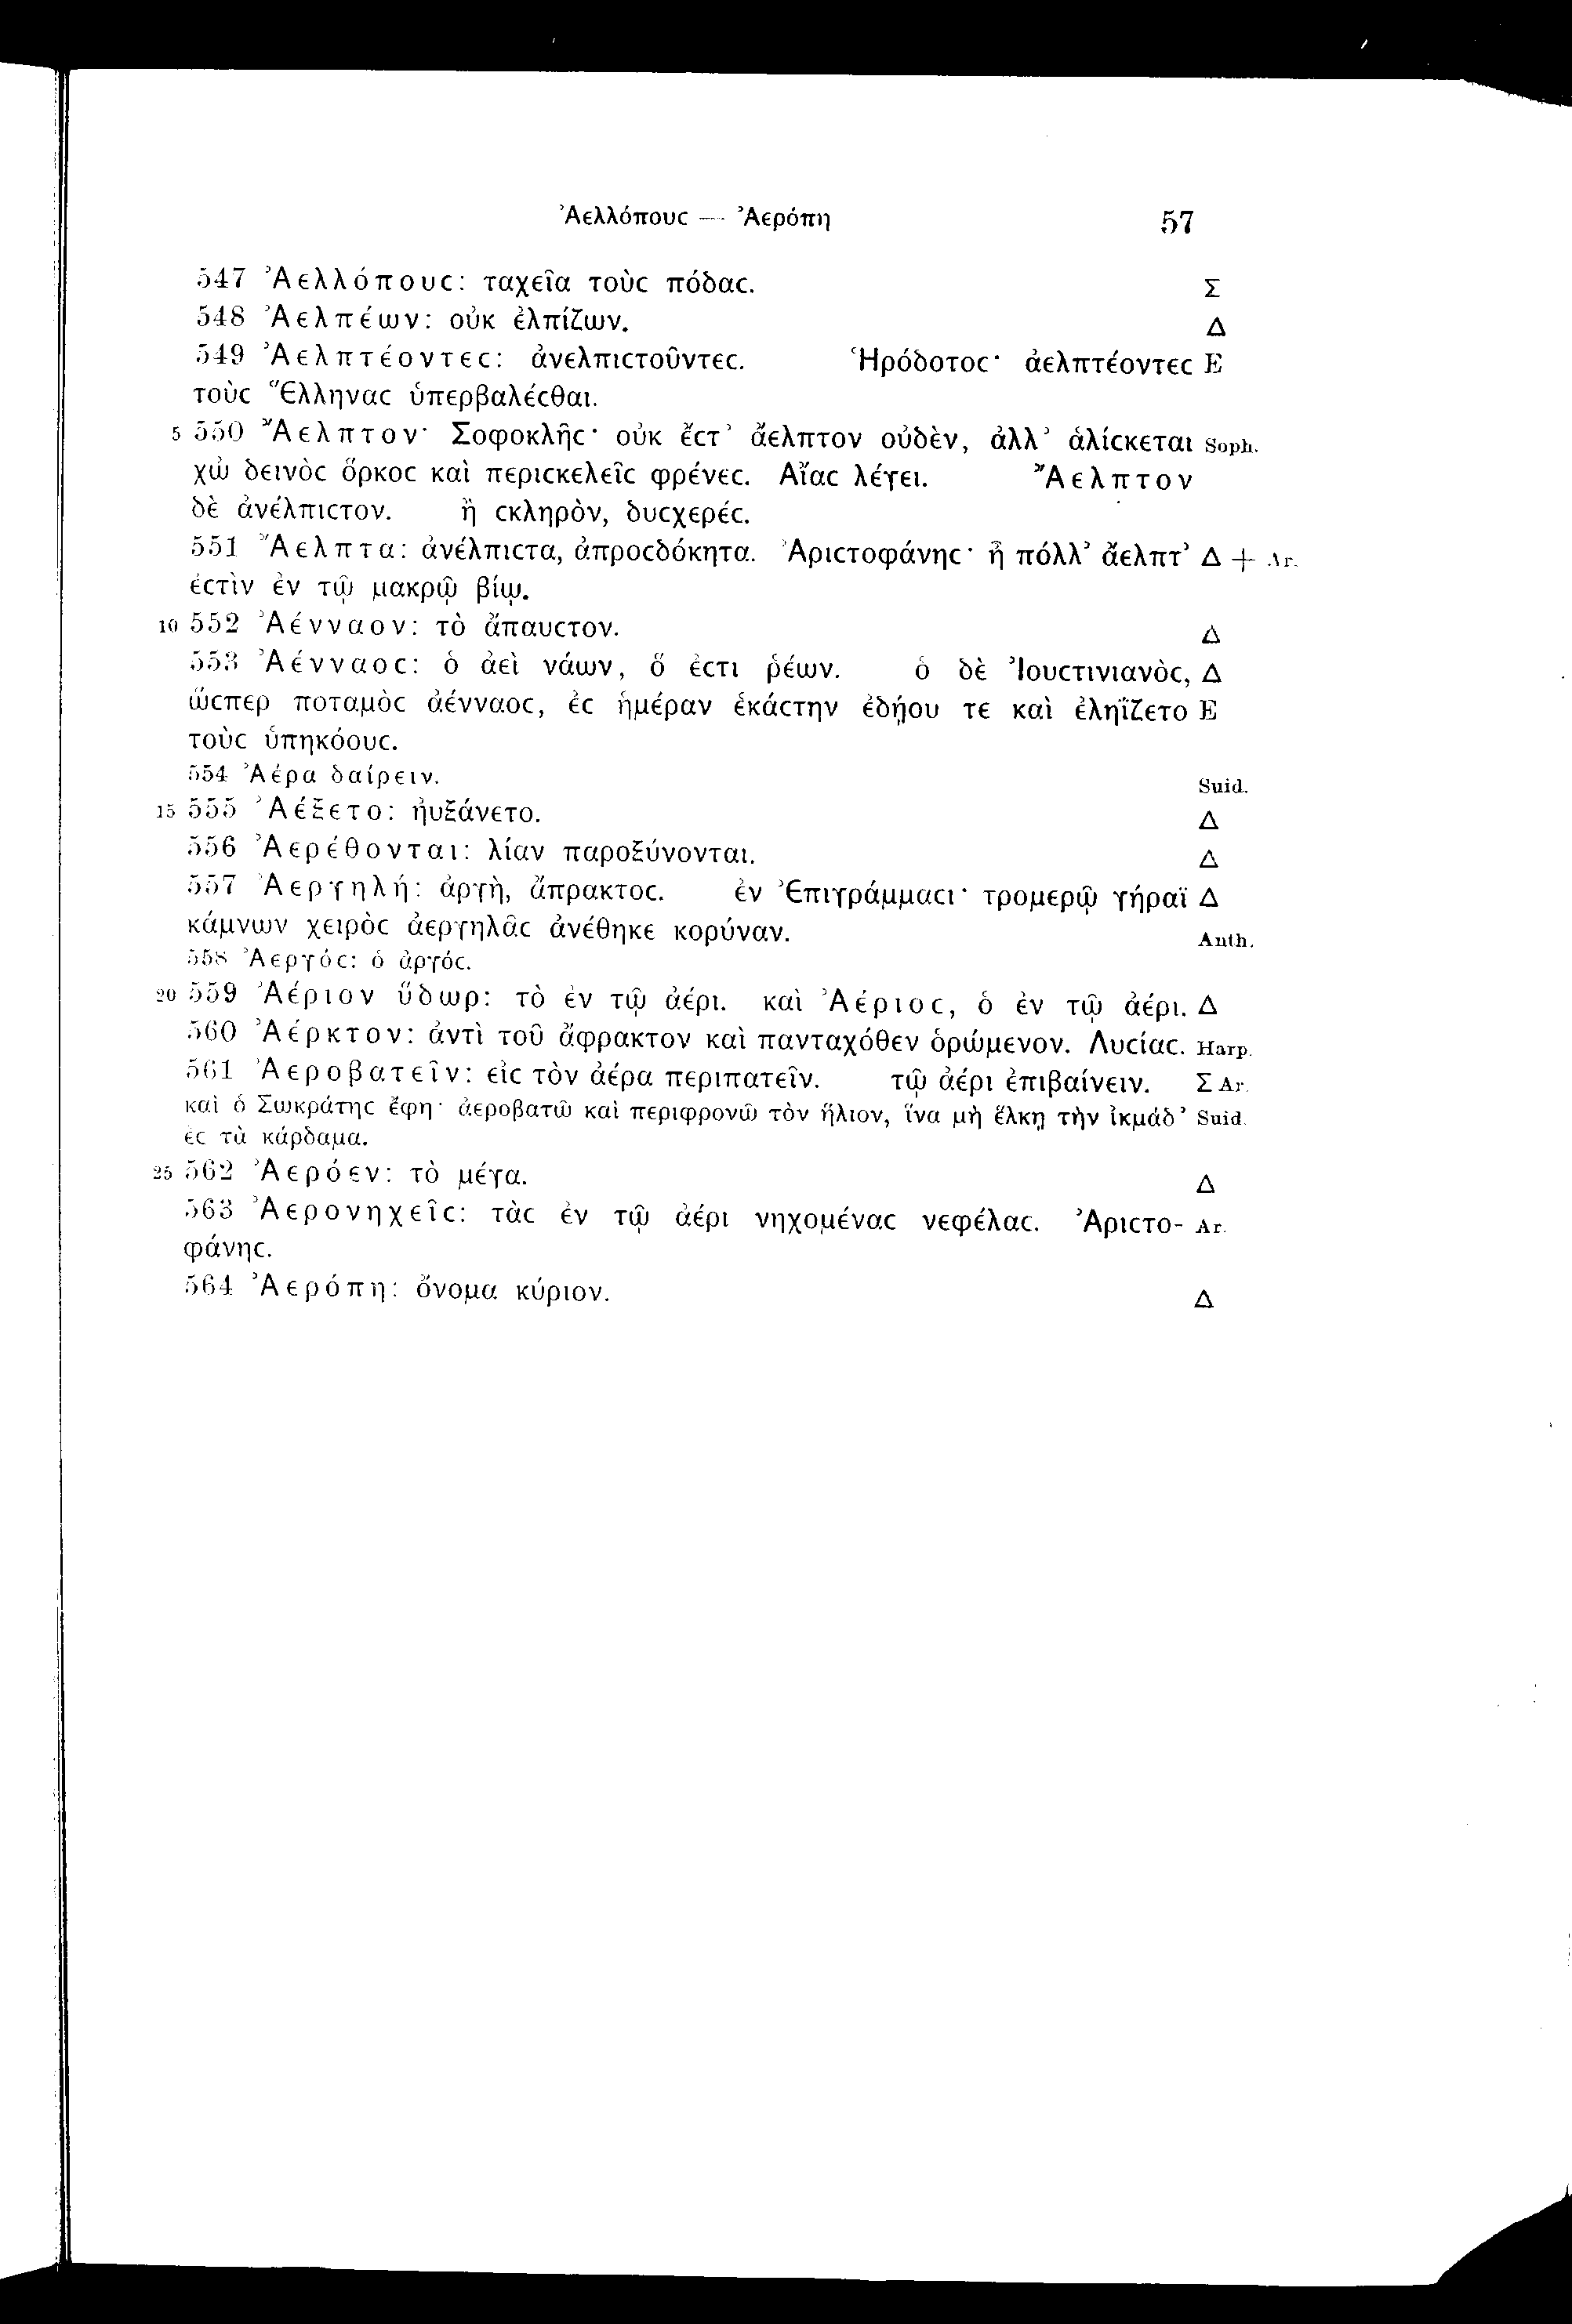 Ἀελλόπουϲ — Ἀερόπη 57
547 Ἀελλόπουϲ: ταχεῖα τοὺϲ πόδαϲ. Σ
548 Ἀελπέων: οὐκ ἐλπίζων. Δ
549 Ἀελπτέοντεϲ: ἀνελπιϲτοῦντεϲ. Ἡρόδοτοϲ· ἀελπτέοντεϲ E
τοὺϲ Ἕλληναϲ ὑπερβαλέϲθαι.
5 550 Ἄελπτον· Σοφοκλῆϲ· οὐκ ἔϲτ’ ἄελπτον οὐδὲν, ἀλλ’ ἁλίϲκεται Soph.
χὠ δεινὸϲ ὅρκοϲ καὶ περιϲκελεῖϲ φρένεϲ. Αἴαϲ λέγει. Ἄελπτον
δὲ ἀνέλπιϲτον. ἢ ϲκληρὸν, δυϲχερέϲ.
551 Ἄελπτα: ἀνέλπιϲτα, ἀπροϲδόκητα. Ἀριϲτοφάνηϲ· ἦ πόλλ’ ἄελπτ’ Δ + Ar.
ἐϲτὶν ἐν τῷ μακρῷ βίῳ.
10 552 Ἀένναον: τὸ ἄπαυϲτον. Δ
553 Ἀένναοϲ: ὁ ἀεὶ νάων, ὅ ἐϲτι ῥέων. ὁ δὲ Ἰουϲτινιανὸϲ, Δ
ὥϲπερ ποταμὸϲ ἀένναοϲ, ἐϲ ἡμέραν ἑκάϲτην ἐδῄου τε καὶ ἐληΐζετο E
τοὺϲ ὑπηκόουϲ.
554 Ἀέρα δαίρειν. Suid.
15 555 Ἀέξετο: ηὐξάνετο. Δ
556 Ἀερέθονται: λίαν παροξύνονται. Δ
557 Ἀεργηλή: ἀργὴ, ἄπρακτοϲ. ἐν Ἐπιγράμμαϲι· τρομερῷ γήραϊ Δ
κάμνων χειρὸϲ ἀεργηλᾶϲ ἀνέθηκε κορύναν. Anth.
558 Ἀεργόϲ: ὁ ἀργόϲ.
20 559 Ἀέριον ὕδωρ: τὸ ἐν τῷ ἀέρι. καὶ Ἀέριοϲ, ὁ ἐν τῷ ἀέρι. Δ
560 Ἀέρκτον: ἀντὶ τοῦ ἄφρακτον καὶ πανταχόθεν ὁρώμενον. Λυϲίαϲ. Harp.
561 Ἀεροβατεῖν: εἰϲ τὸν ἀέρα περιπατεῖν. τῷ ἀέρι ἐπιβαίνειν. Σ Ar.
καὶ ὁ Σωκράτηϲ ἔφη· ἀεροβατῶ καὶ περιφρονῶ τὸν ἥλιον, ἵνα μὴ ἕλκῃ τὴν ἰκμάδ’ Suid.
ἐϲ τὰ κάρδαμα.
25 562 Ἀερόεν: τὸ μέγα. Δ
563 Ἀερονηχεῖϲ: τὰϲ ἐν τῷ ἀέρι νηχομέναϲ νεφέλαϲ. Ἀριϲτο- Ar.
φάνηϲ.
564 Ἀερόπη: ὄνομα κύριον. Δ